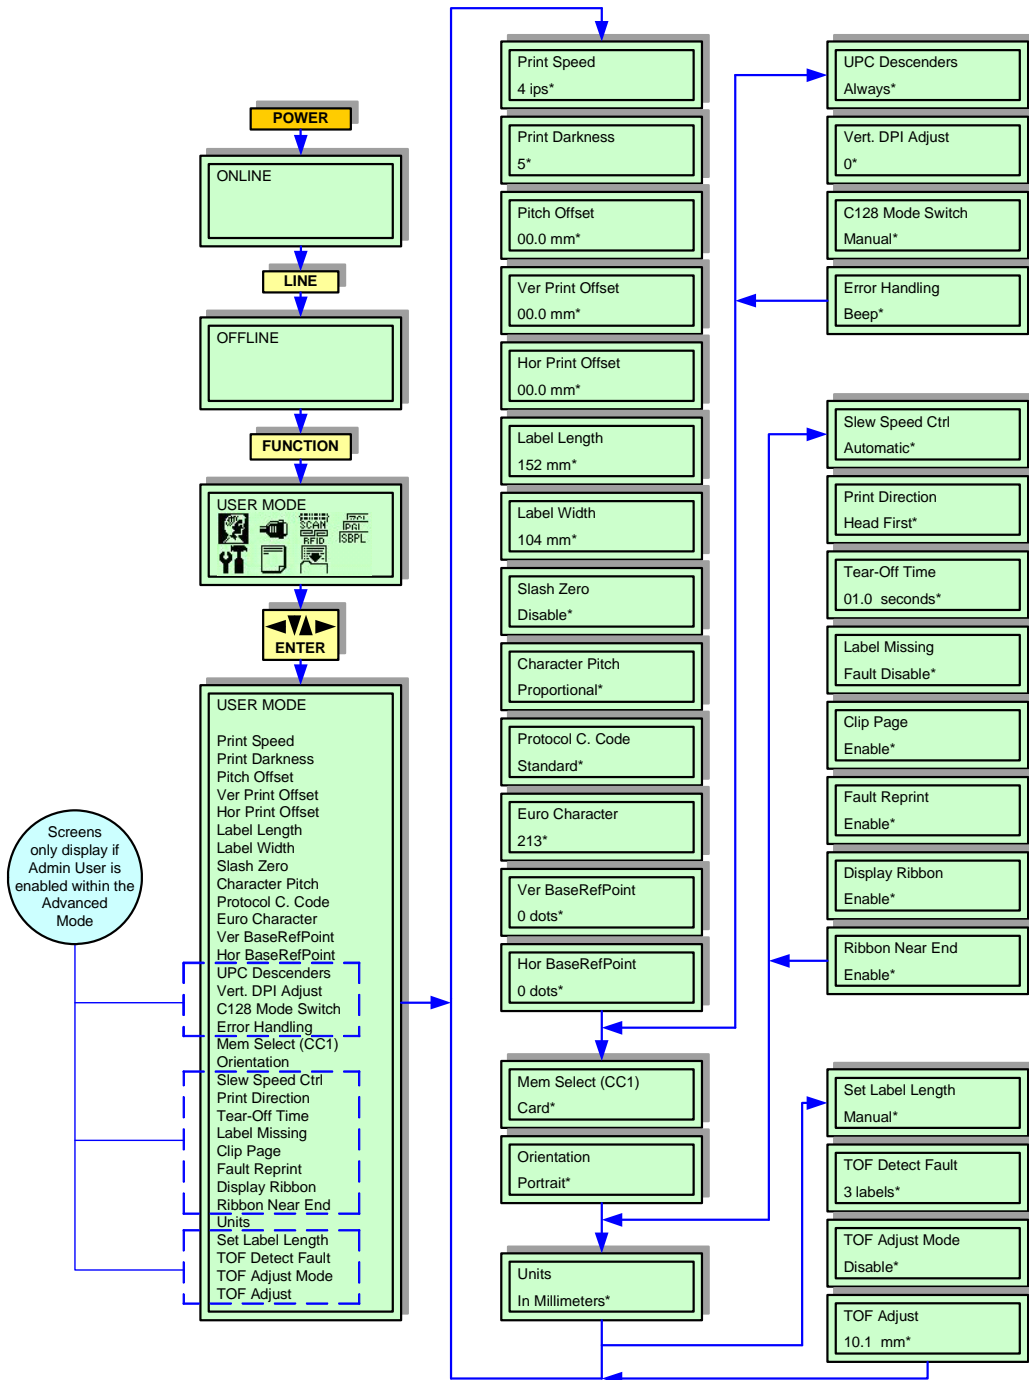 POWER
ONLINE
LINE
OFFLINE
FUNCTION
USER MODE
SCAN
RFID
PGL
ISBPL
ENTER
USER MODE
Print Speed
Print Darkness
Pitch Offset
Ver Print Offset
Hor Print Offset
Label Length
Label Width
Slash Zero
Character Pitch
Protocol C. Code
Euro Character
Ver BaseRefPoint
Hor BaseRefPoint
UPC Descenders
Vert. DPI Adjust
C128 Mode Switch
Error Handling
Mem Select (CC1)
Orientation
Slew Speed Ctrl
Print Direction
Tear-Off Time
Label Missing
Clip Page
Fault Reprint
Display Ribbon
Ribbon Near End
Units
Set Label Length
TOF Detect Fault
TOF Adjust Mode
TOF Adjust
Screens
only display if
Admin User is
enabled within the
Advanced
Mode
Print Speed
4 ips*
Print Darkness
5*
Pitch Offset
00.0 mm*
Ver Print Offset
00.0 mm*
Hor Print Offset
00.0 mm*
Label Length
152 mm*
Label Width
104 mm*
Slash Zero
Disable*
Character Pitch
Proportional*
Protocol C. Code
Standard*
Euro Character
213*
Ver BaseRefPoint
0 dots*
Hor BaseRefPoint
0 dots*
Mem Select (CC1)
Card*
Orientation
Portrait*
Units
In Millimeters*
UPC Descenders
Always*
Vert. DPI Adjust
0*
C128 Mode Switch
Manual*
Error Handling
Beep*
Slew Speed Ctrl
Automatic*
Print Direction
Head First*
Tear-Off Time
01.0 seconds*
Label Missing
Fault Disable*
Clip Page
Enable*
Fault Reprint
Enable*
Display Ribbon
Enable*
Ribbon Near End
Enable*
Set Label Length
Manual*
TOF Detect Fault
3 labels*
TOF Adjust Mode
Disable*
TOF Adjust
10.1 mm*